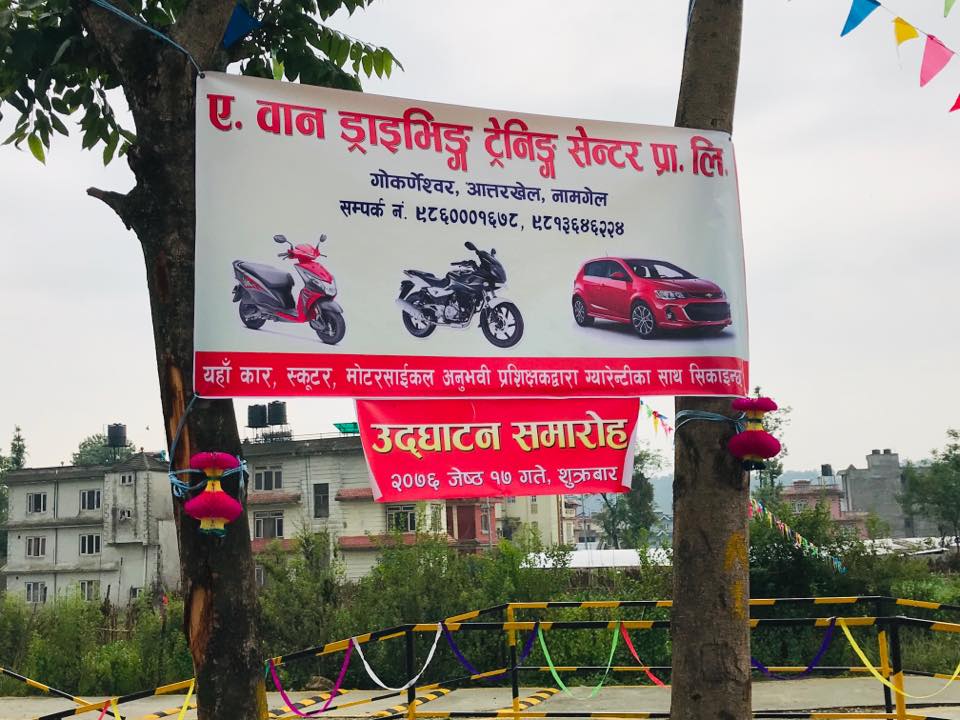 ए. वान ड्राइभिङ्ग ट्रेनिङ्ग सेन्टर प्रा. लि.
गोकर्णेश्वर, आत्तरखेल, नामगेल
सम्पर्क नं. ९८६०००१६७८, ९८१३६४६२२४
यहाँ कार, स्कूटर, मोटरसाईकल अनुभवी प्रशिक्षकद्वारा ग्यारेन्टीका साथ सिकाइन्छ
उद्घाटन समारोह
२०७६ जेष्ठ १७ गते, शुक्रबार